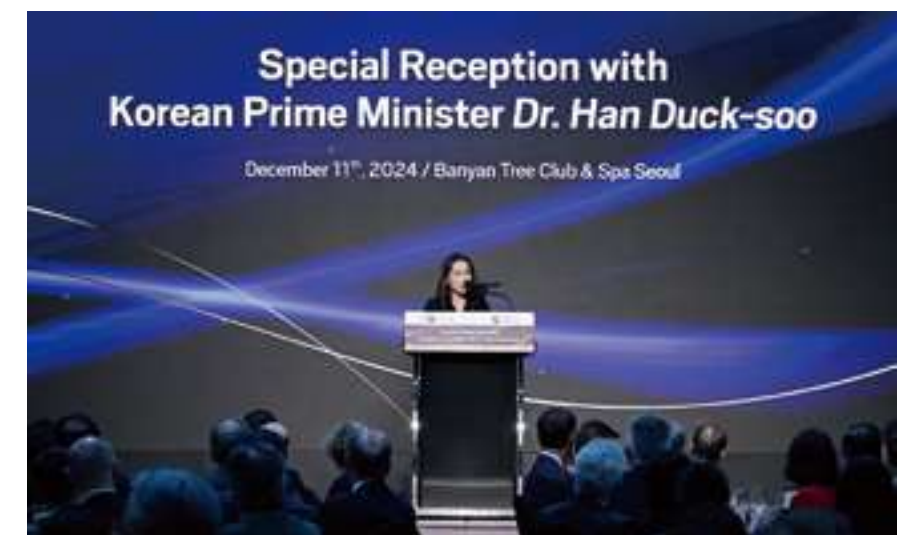 Special Reception with
Korean Prime Minister Dr. Han Duck-soo
December 11th, 2024 / Banyan Tree Club & Spa Seoul